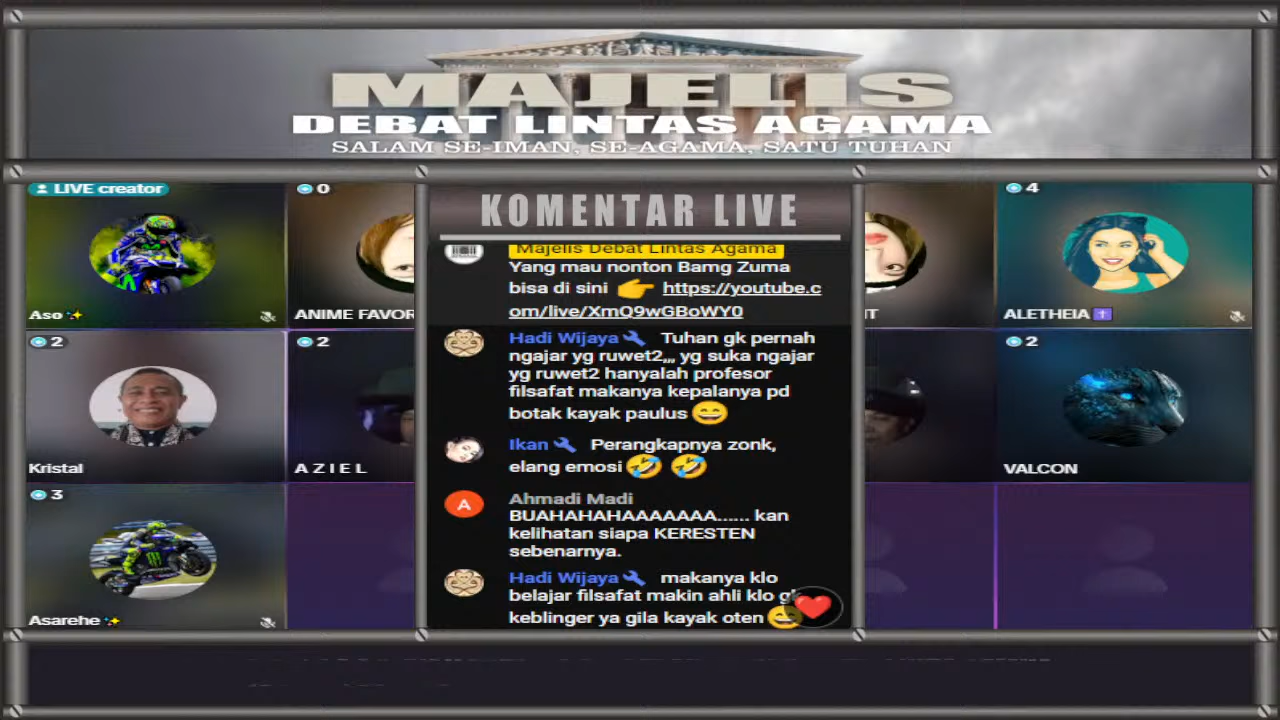 MAJELIS
DEBAT LINTAS AGAMA
SALAM SE-IMAN, SE-AGAMA, SATU TUHAN
LIVE creator
0
4
Aso
ANIME FAVOR
ALETHEIA
2
2
2
Kristal
A Z I E L
VALCON
3
Asarehe
KOMENTAR LIVE
Majelis Debat Lintas Agama
Yang mau nonton Bamg Zuma
bisa di sini 👉 https://youtube.c
om/live/XmQ9wGBoWY0
Hadi Wijaya Tuhan gk pernah
ngajar yg ruwet2,,, yg suka ngajar
yg ruwet2 hanyalah profesor
filsafat makanya kepalanya pd
botak kayak paulus 😄
Ikan Perangkapnya zonk,
elang emosi 🤣 🤣
A
Ahmadi Madi
BUAHAHAHAAAAAAA...... kan
kelihatan siapa KERESTEN
sebenarnya.
Hadi Wijaya makanya klo
belajar filsafat makin ahli klo
keblinger ya gila kayak oten 😄